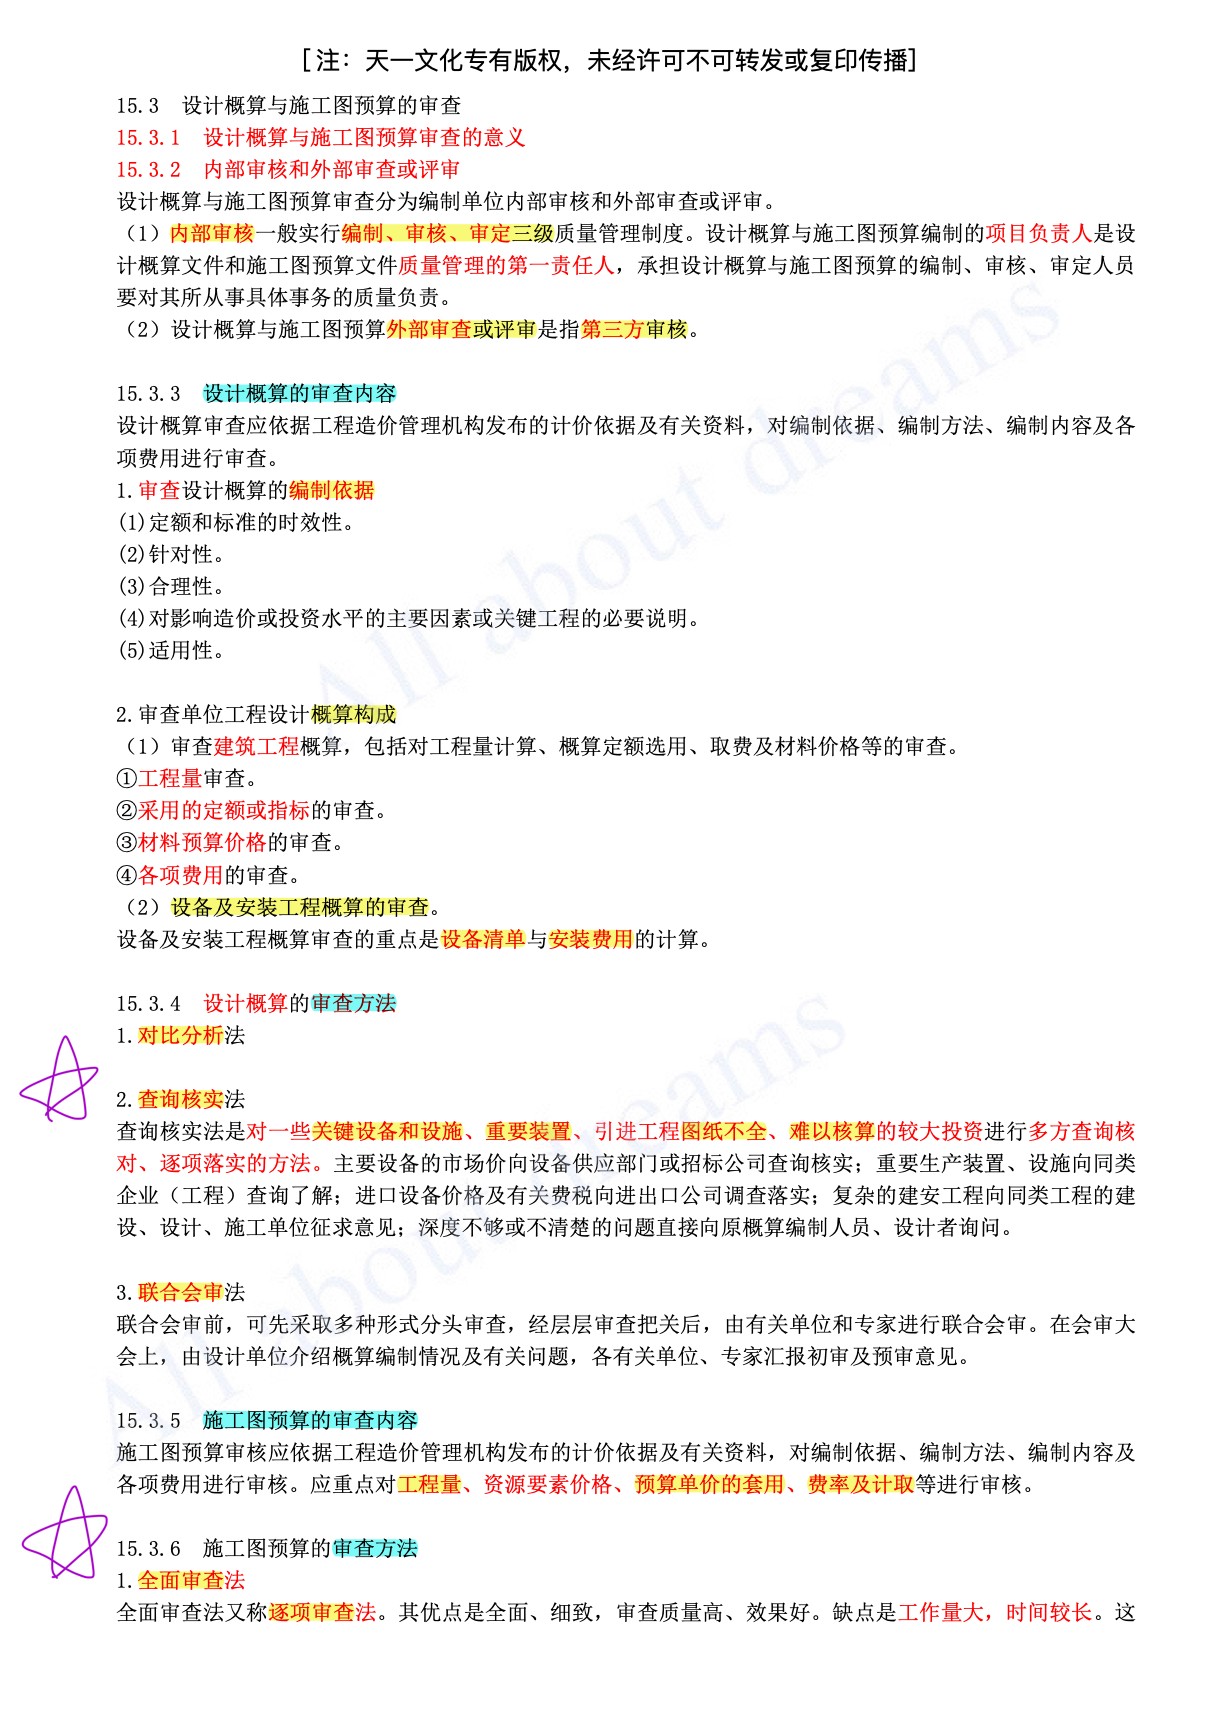 [注：天一文化专有版权，未经许可不可转发或复印传播]
15.3 设计概算与施工图预算的审查
15.3.1 设计概算与施工图预算审查的意义
15.3.2 内部审核和外部审查或评审
设计概算与施工图预算审查分为编制单位内部审核和外部审查或评审。
（1）内部审核一般实行编制、审核、审定三级质量管理制度。设计概算与施工图预算编制的项目负责人是设
计概算文件和施工图预算文件质量管理的第一责任人，承担设计概算与施工图预算的编制、审核、审定人员
要对其所从事具体事务的质量负责。
（2）设计概算与施工图预算外部审查或评审是指第三方审核。
15.3.3 设计概算的审查内容
设计概算审查应依据工程造价管理机构发布的计价依据及有关资料，对编制依据、编制方法、编制内容及各
项费用进行审查。
1.审查设计概算的编制依据
(1)定额和标准的时效性。
(2)针对性。
(3)合理性。
(4)对影响造价或投资水平的主要因素或关键工程的必要说明。
(5)适用性。
2.审查单位工程设计概算构成
（1）审查建筑工程概算，包括对工程量计算、概算定额选用、取费及材料价格等的审查。
①工程量审查。
②采用的定额或指标的审查。
③材料预算价格的审查。
④各项费用的审查。
（2）设备及安装工程概算的审查。
设备及安装工程概算审查的重点是设备清单与安装费用的计算。
15.3.4 设计概算的审查方法
1.对比分析法
2.查询核实法
查询核实法是对一些关键设备和设施、重要装置、引进工程图纸不全、难以核算的较大投资进行多方查询核
对、逐项落实的方法。主要设备的市场价向设备供应部门或招标公司查询核实；重要生产装置、设施向同类
企业（工程）查询了解；进口设备价格及有关费税向进出口公司调查落实；复杂的建安工程向同类工程的建
设、设计、施工单位征求意见；深度不够或不清楚的问题直接向原概算编制人员、设计者询问。
3.联合会审法
联合会审前，可先采取多种形式分头审查，经层层审查把关后，由有关单位和专家进行联合会审。在会审大
会上，由设计单位介绍概算编制情况及有关问题，各有关单位、专家汇报初审及预审意见。
15.3.5 施工图预算的审查内容
施工图预算审核应依据工程造价管理机构发布的计价依据及有关资料，对编制依据、编制方法、编制内容及
各项费用进行审核。应重点对工程量、资源要素价格、预算单价的套用、费率及计取等进行审核。
15.3.6 施工图预算的审查方法
1.全面审查法
全面审查法又称逐项审查法。其优点是全面、细致，审查质量高、效果好。缺点是工作量大，时间较长。这
All about dreams
All about dreams